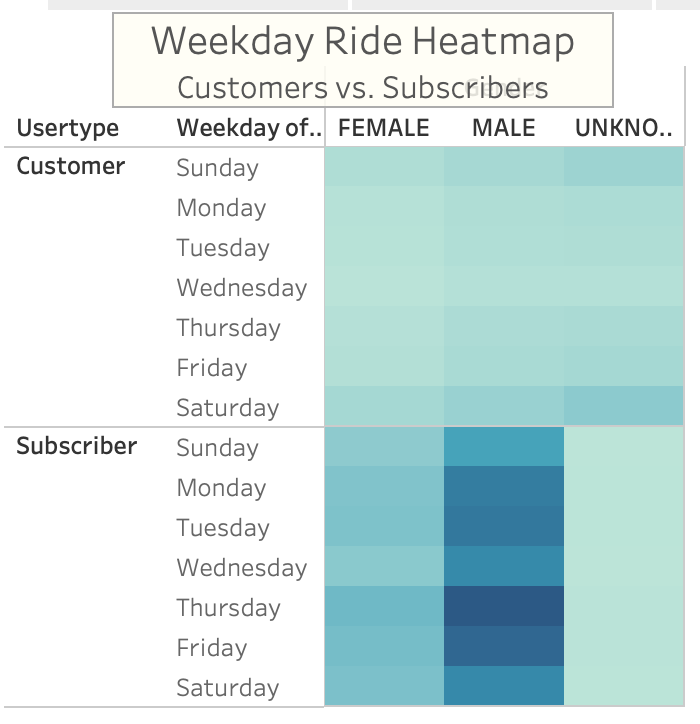 Weekday Ride Heatmap
Customers vs. Subscribers
Usertype Weekday of.. FEMALE MALE UNKNO..
Customer Sunday
Monday
Tuesday
Wednesday
Thursday
Friday
Saturday
Subscriber Sunday
Monday
Tuesday
Wednesday
Thursday
Friday
Saturday